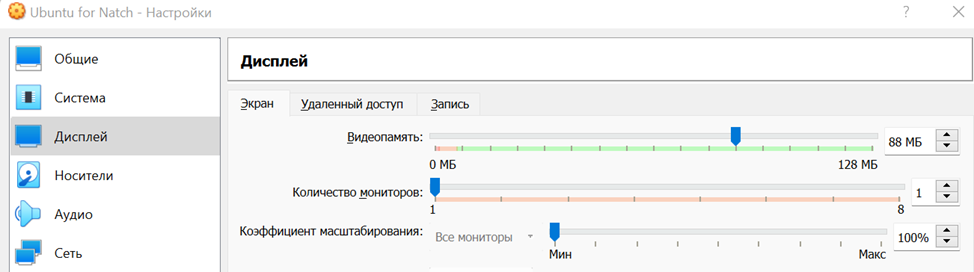 Ubuntu for Natch - Настройки ?
Общие
Система
Дисплей
Носители
Аудио
Сеть
Дисплей
Экран Удаленный доступ Запись
Видеопамять: 88 МБ
0 МБ 128 МБ
Количество мониторов: 1
1 8
Коэффициент масштабирования: Все мониторы 100%
Мин Макс